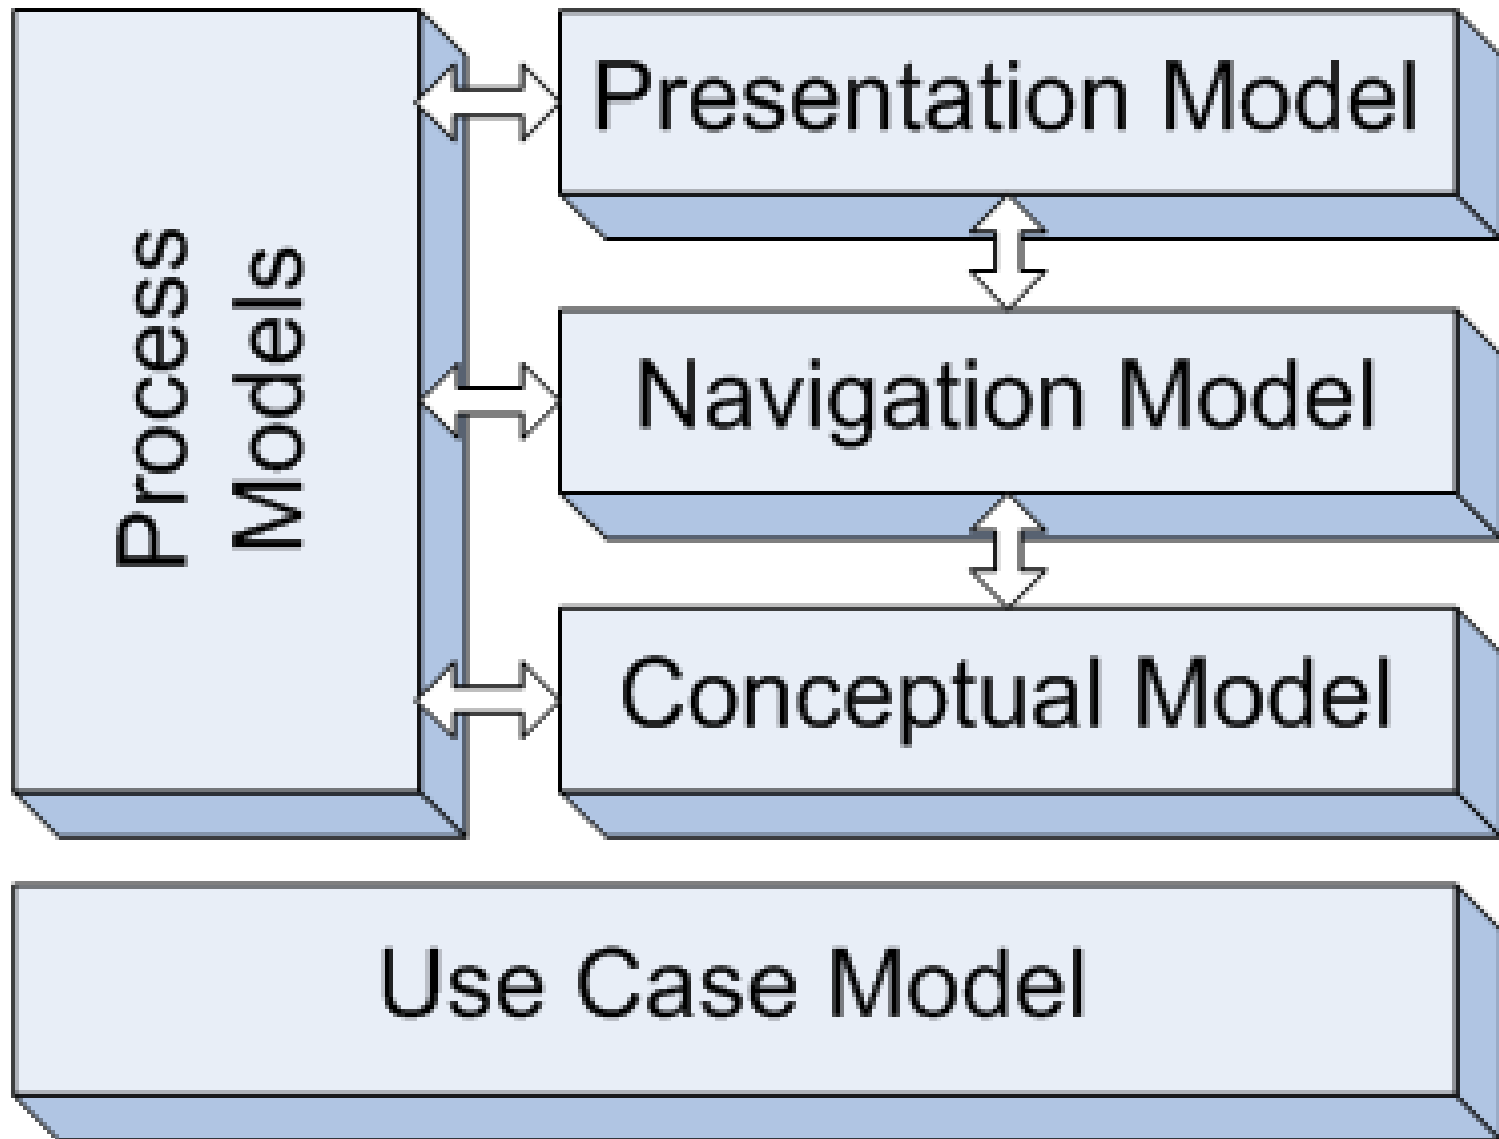 Process
Models
Presentation Model
Navigation Model
Conceptual Model
Use Case Model